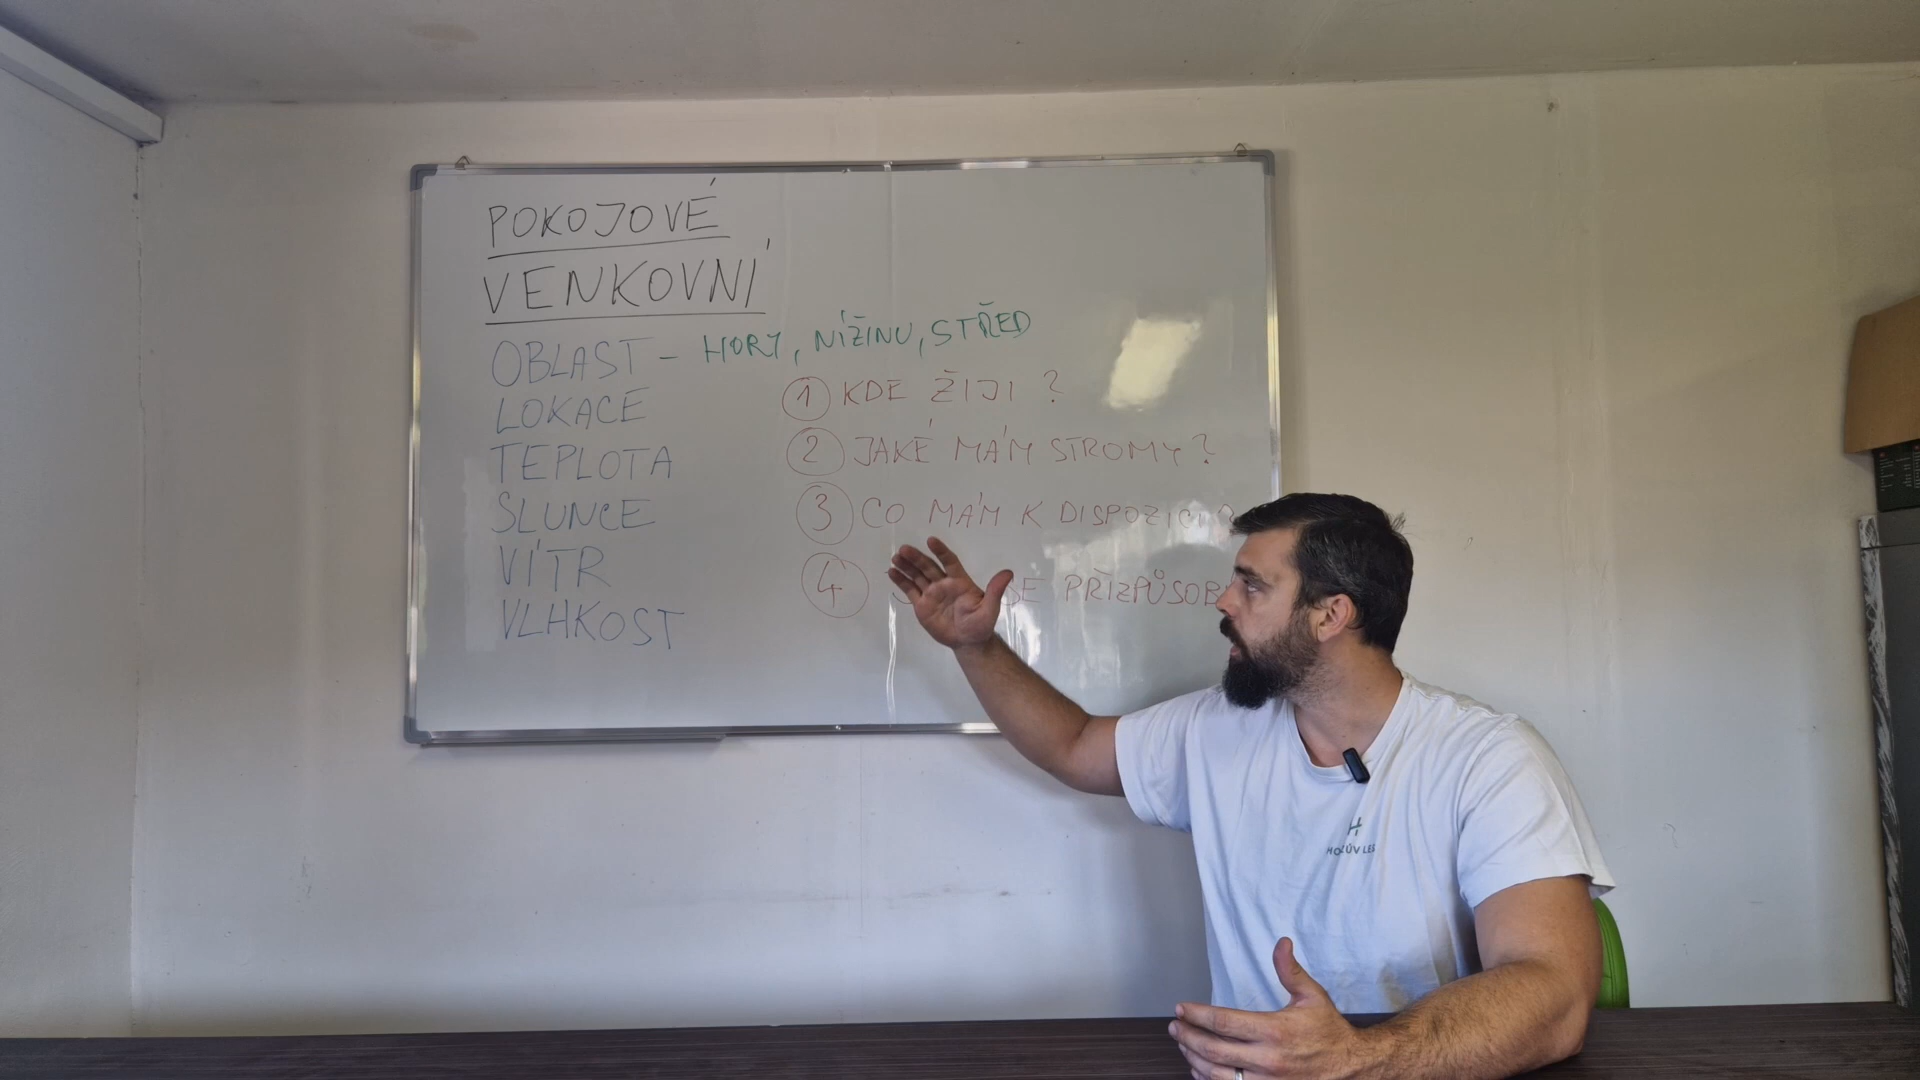 POKOJOVÉ
VENKOVNÍ
OBLAST - HORY, NÍŽINU, STŘED
LOKACE
TEPLOTA
SLUNCE
VÍTR
VLHKOST
1 KDE ŽIJI ?
2 JAKÉ MÁM STROMY ?
3 CO MÁM K DISPOZICI ?
4 SE